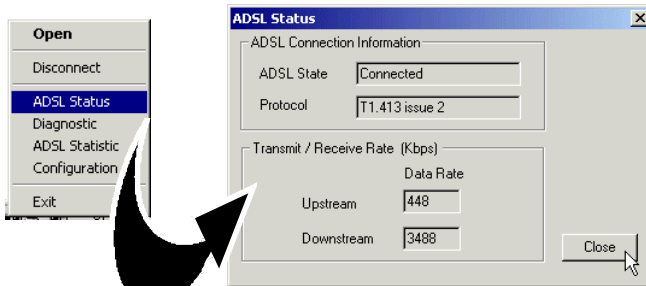 Open
Disconnect
ADSL Status
Diagnostic
ADSL Statistic
Configuration
Exit
ADSL Status
ADSL Connection Information
ADSL State Connected
Protocol T1.413 issue 2
Transmit / Receive Rate (Kbps)
Data Rate
Upstream 448
Downstream 3488
Close